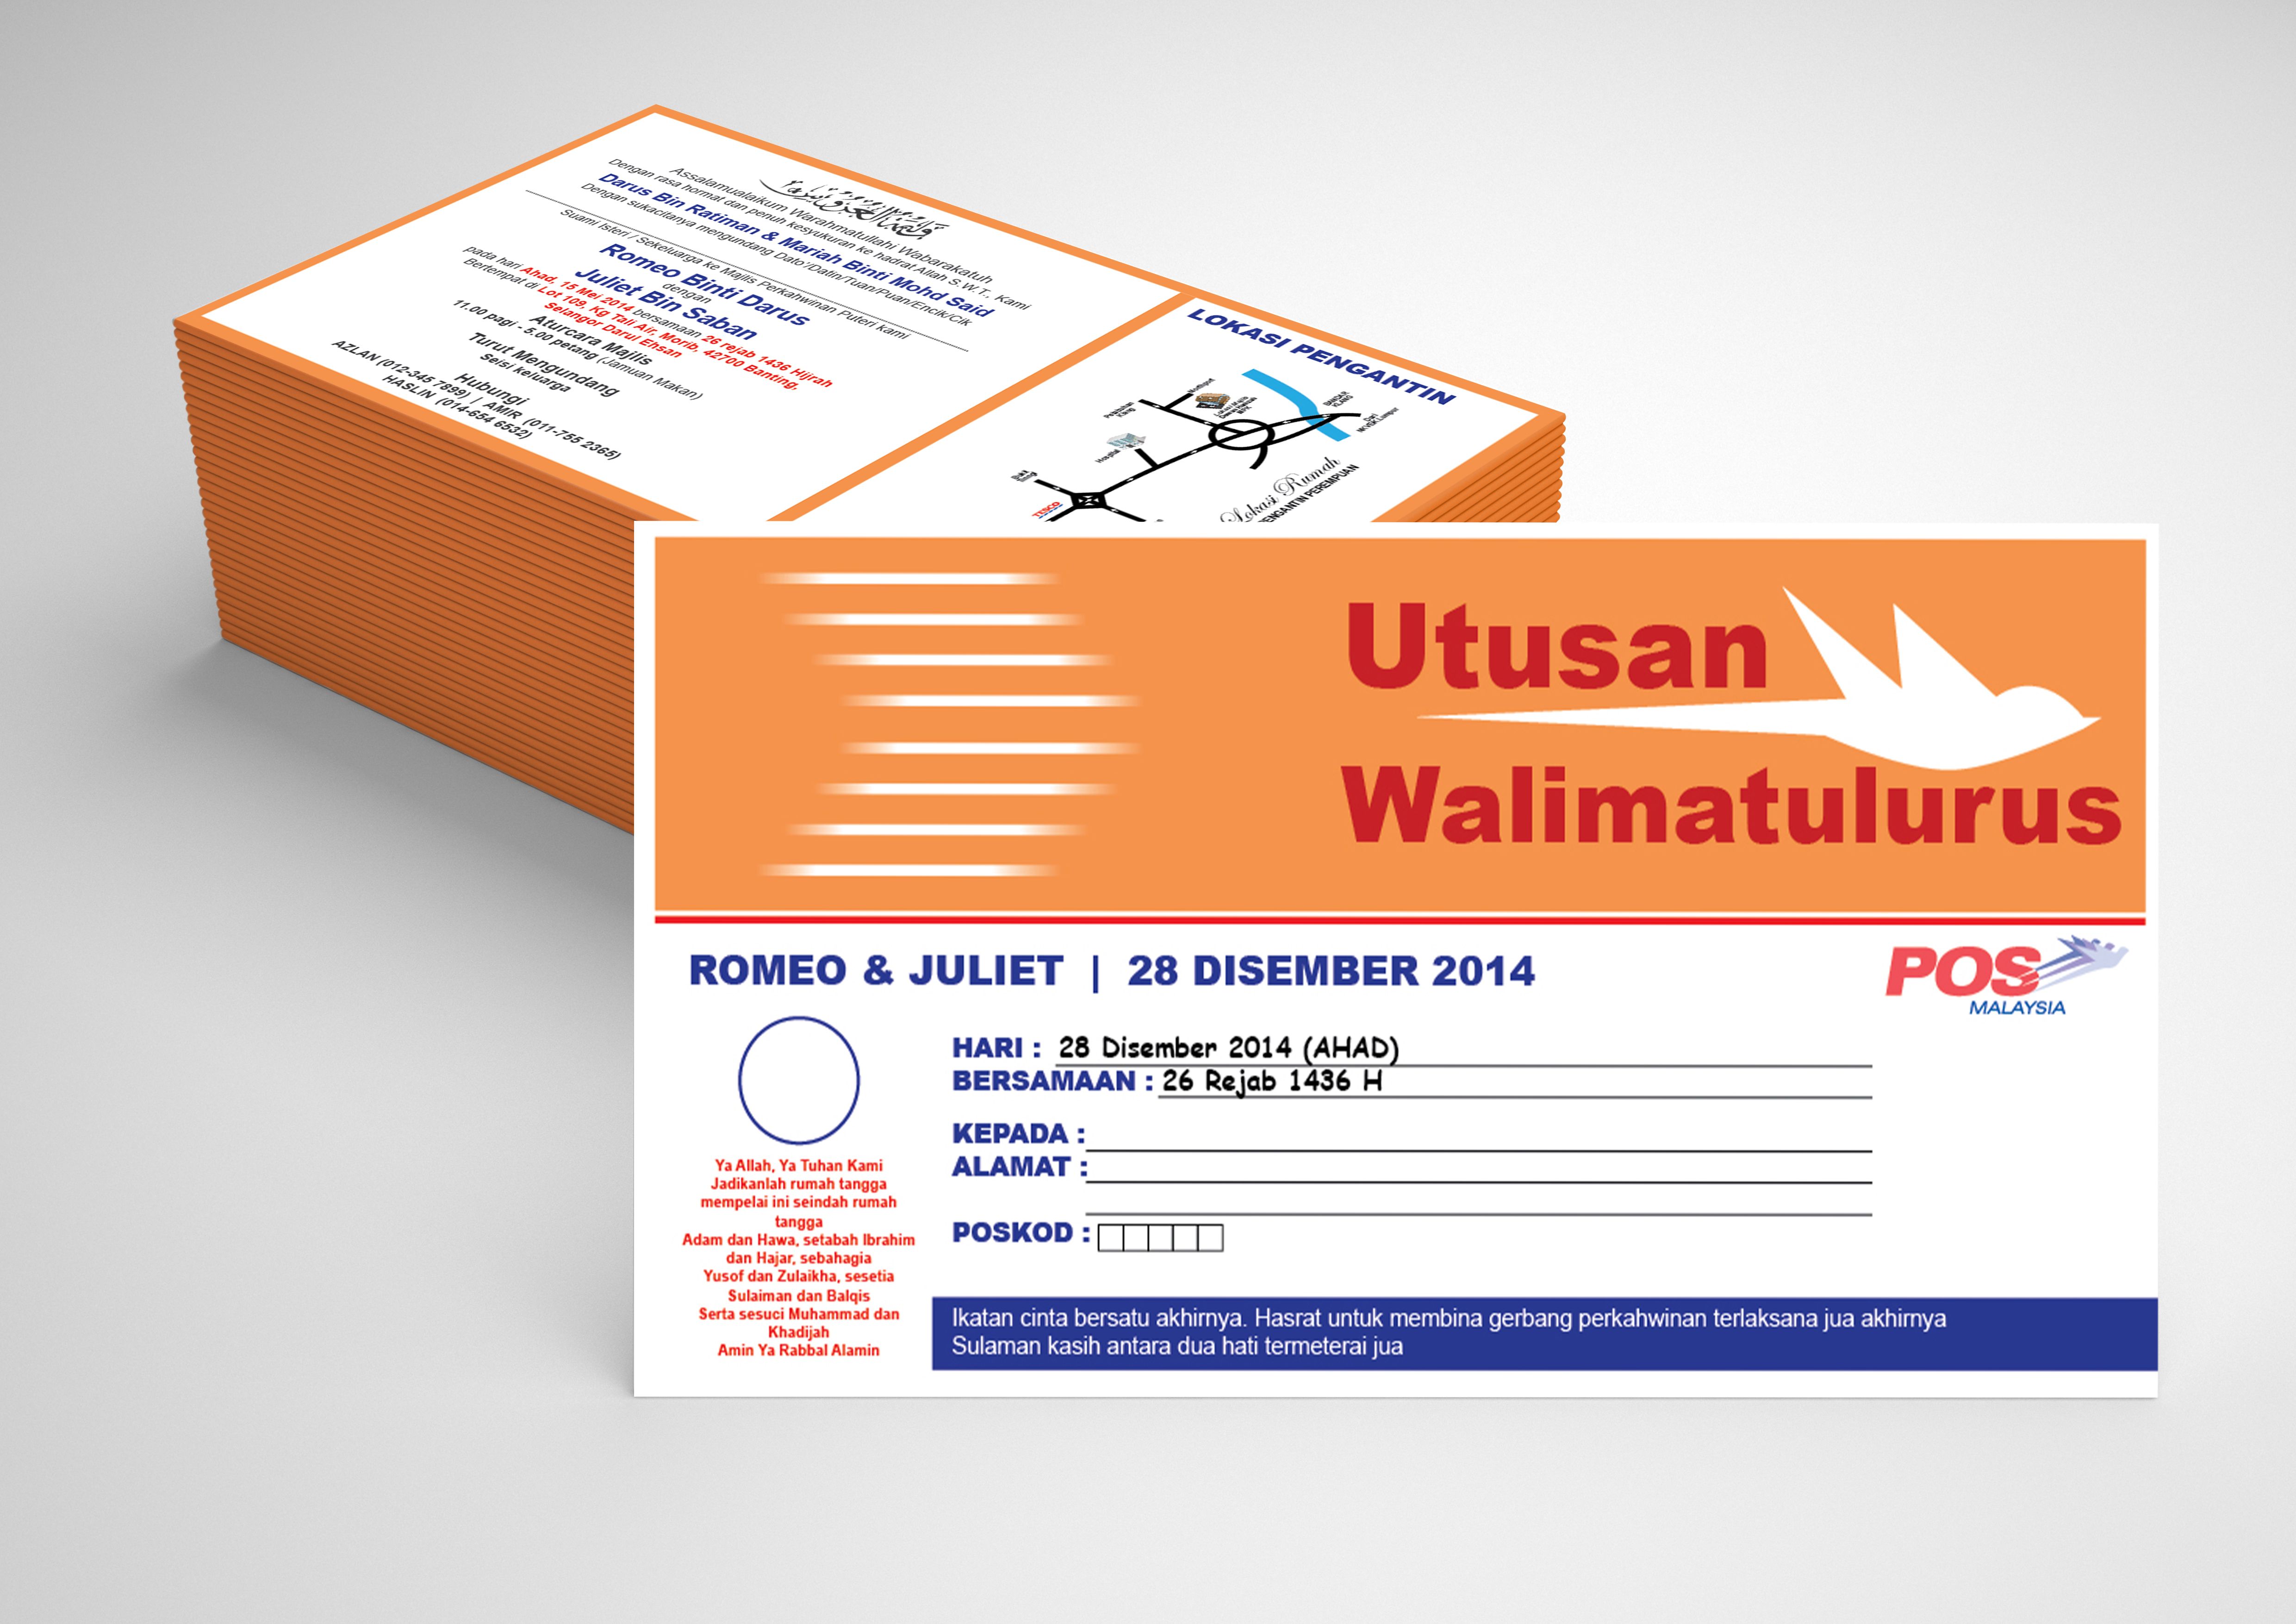 Assalamualaikum Warahmatullahi Wabarakatuh
Dengan rasa hormat dan penuh kesyukuran ke hadrat Allah S.W.T., Kami
Darus Bin Ratiman & Mariah Binti Mohd Said
Dengan sukacitanya mengundang Dato'/Datin/Tuan/Puan/Encik/Cik
Suami Isteri / Sekeluarga ke Majlis Perkahwinan Puteri kami
Romeo Binti Darus
dengan
Juliet Bin Saban
pada hari Ahad, 15 Mei 2014 bersamaan 26 rejab 1436 Hijrah
Bertempat di Lot 109, Kg Tali Air, Morib, 42700 Banting,
Selangor Darul Ehsan
Aturcara Majlis
11.00 pagi - 5.00 petang (Jamuan Makan)
Turut Mengundang
Seisi keluarga
Hubungi
AZLAN (012-345 7899) | AMIR (011-755 2365)
HASLIN (014-654 6532)
LOKASI PENGANTIN
Hospital
TESCO
Lokasi Rumah
PENGANTIN PEREMPUAN
Utusan
Walimatulurus
ROMEO & JULIET | 28 DISEMBER 2014
POS
MALAYSIA
HARI : 28 Disember 2014 (AHAD)
BERSAMAAN : 26 Rejab 1436 H
KEPADA :
ALAMAT :
POSKOD :
Ya Allah, Ya Tuhan Kami
Jadikanlah rumah tangga
mempelai ini seindah rumah
tangga
Adam dan Hawa, setabah Ibrahim
dan Hajar, sebahagia
Yusof dan Zulaikha, sesetia
Sulaiman dan Balqis
Serta sesuci Muhammad dan
Khadijah
Amin Ya Rabbal Alamin
Ikatan cinta bersatu akhirnya. Hasrat untuk membina gerbang perkahwinan terlaksana jua akhirnya
Sulaman kasih antara dua hati termeterai jua